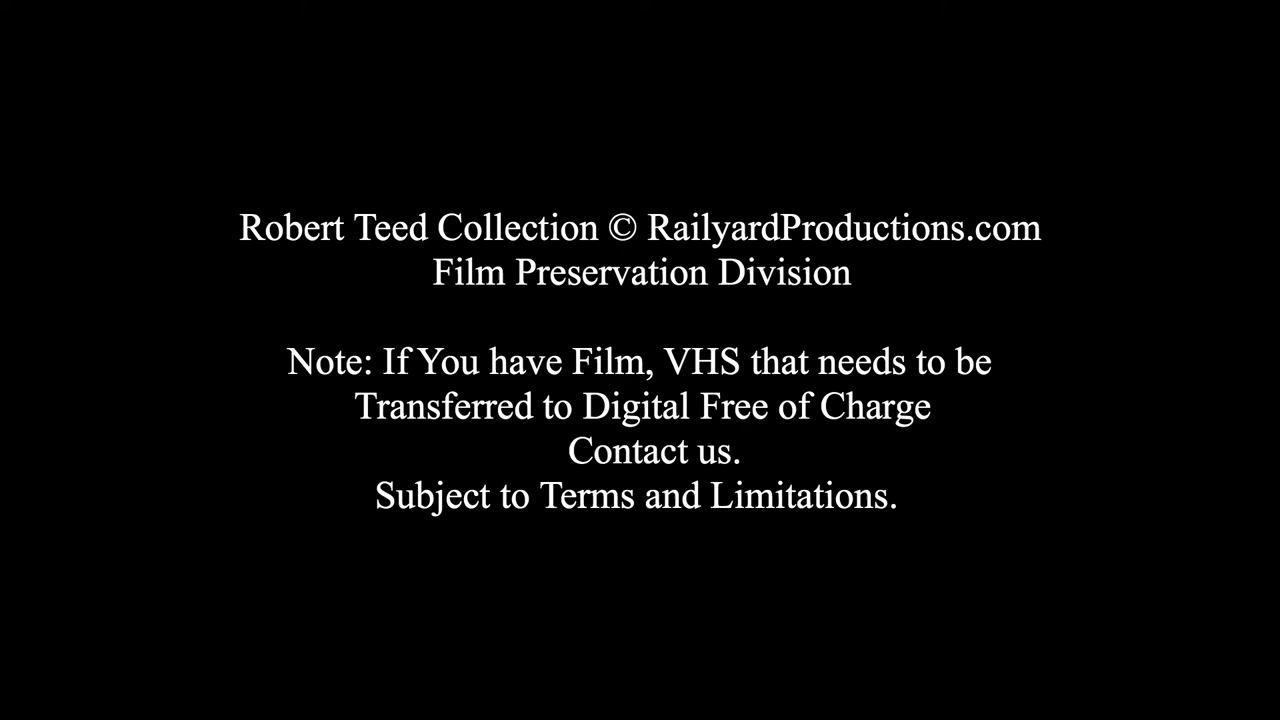 Robert Teed Collection © RailyardProductions.com
Film Preservation Division
Note: If You have Film, VHS that needs to be
Transferred to Digital Free of Charge
Contact us.
Subject to Terms and Limitations.